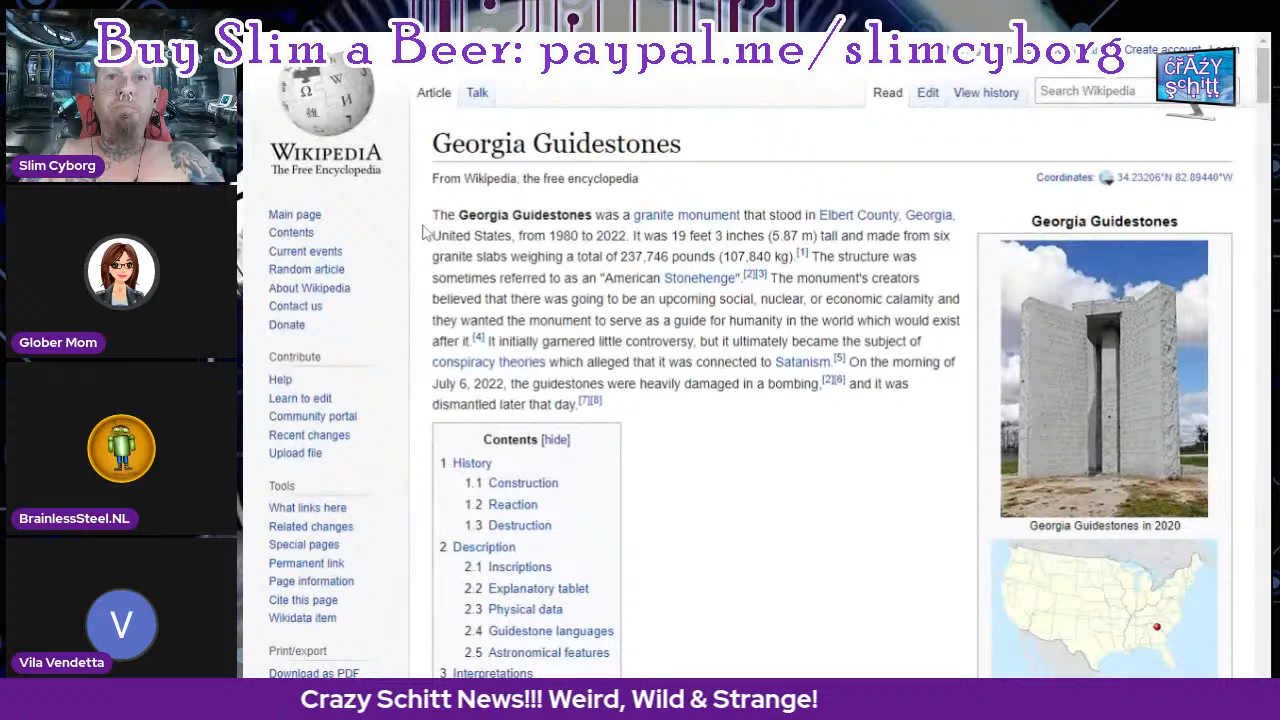 Buy Slim a Beer: paypal.me/slimcyborg
Create account
Article
Talk
Read
Edit
View history
Search Wikipedia
Slim Cyborg
WIKIPEDIA
The Free Encyclopedia
Georgia Guidestones
From Wikipedia, the free encyclopedia
Coordinates: 34.23206°N 82.89440°W
Main page
Contents
Current events
Random article
About Wikipedia
Contact us
Donate
Contribute
Help
Learn to edit
Community portal
Recent changes
Upload file
Tools
What links here
Related changes
Special pages
Permanent link
Page information
Cite this page
Wikidata item
Print/export
Download as PDF
The Georgia Guidestones was a granite monument that stood in Elbert County, Georgia,
United States, from 1980 to 2022. It was 19 feet 3 inches (5.87 m) tall and made from six
granite slabs weighing a total of 237,746 pounds (107,840 kg).[1] The structure was
sometimes referred to as an "American Stonehenge".[2][3] The monument's creators
believed that there was going to be an upcoming social, nuclear, or economic calamity and
they wanted the monument to serve as a guide for humanity in the world which would exist
after it.[4] It initially garnered little controversy, but it ultimately became the subject of
conspiracy theories which alleged that it was connected to Satanism.[5] On the morning of
July 6, 2022, the guidestones were heavily damaged in a bombing,[2][6] and it was
dismantled later that day.[7][8]
Contents [hide]
1 History
1.1 Construction
1.2 Reaction
1.3 Destruction
2 Description
2.1 Inscriptions
2.2 Explanatory tablet
2.3 Physical data
2.4 Guidestone languages
2.5 Astronomical features
3 Interpretations
Georgia Guidestones
Georgia Guidestones in 2020
Glober Mom
BrainlessSteel.NL
V
Vila Vendetta
Crazy Schitt News!!! Weird, Wild & Strange!